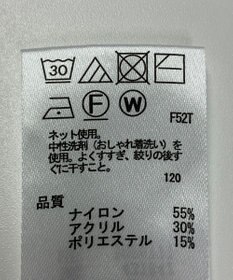 30
F W
F52T
ネット使用。
中性洗剤（おしゃれ着洗い）を
使用。よくすすぎ、絞りの後す
ぐに干すこと。
120
品質
ナイロン 55%
アクリル 30%
ポリエステル 15%